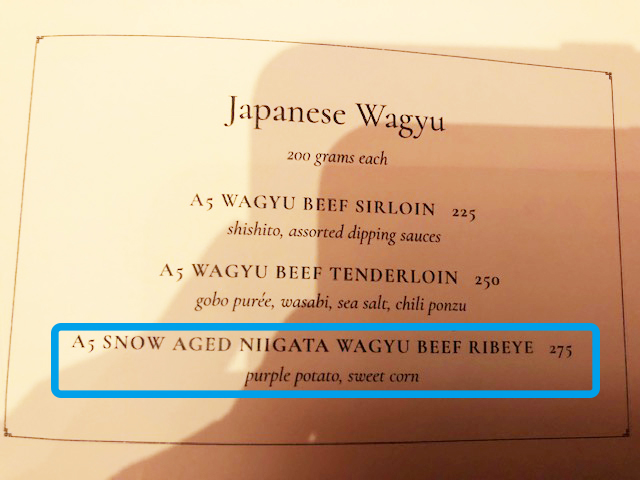 Japanese Wagyu
200 grams each
A5 WAGYU BEEF SIRLOIN 225
shishito, assorted dipping sauces
A5 WAGYU BEEF TENDERLOIN 250
gobo purée, wasabi, sea salt, chili ponzu
A5 SNOW AGED NIIGATA WAGYU BEEF RIBEYE 275
purple potato, sweet corn